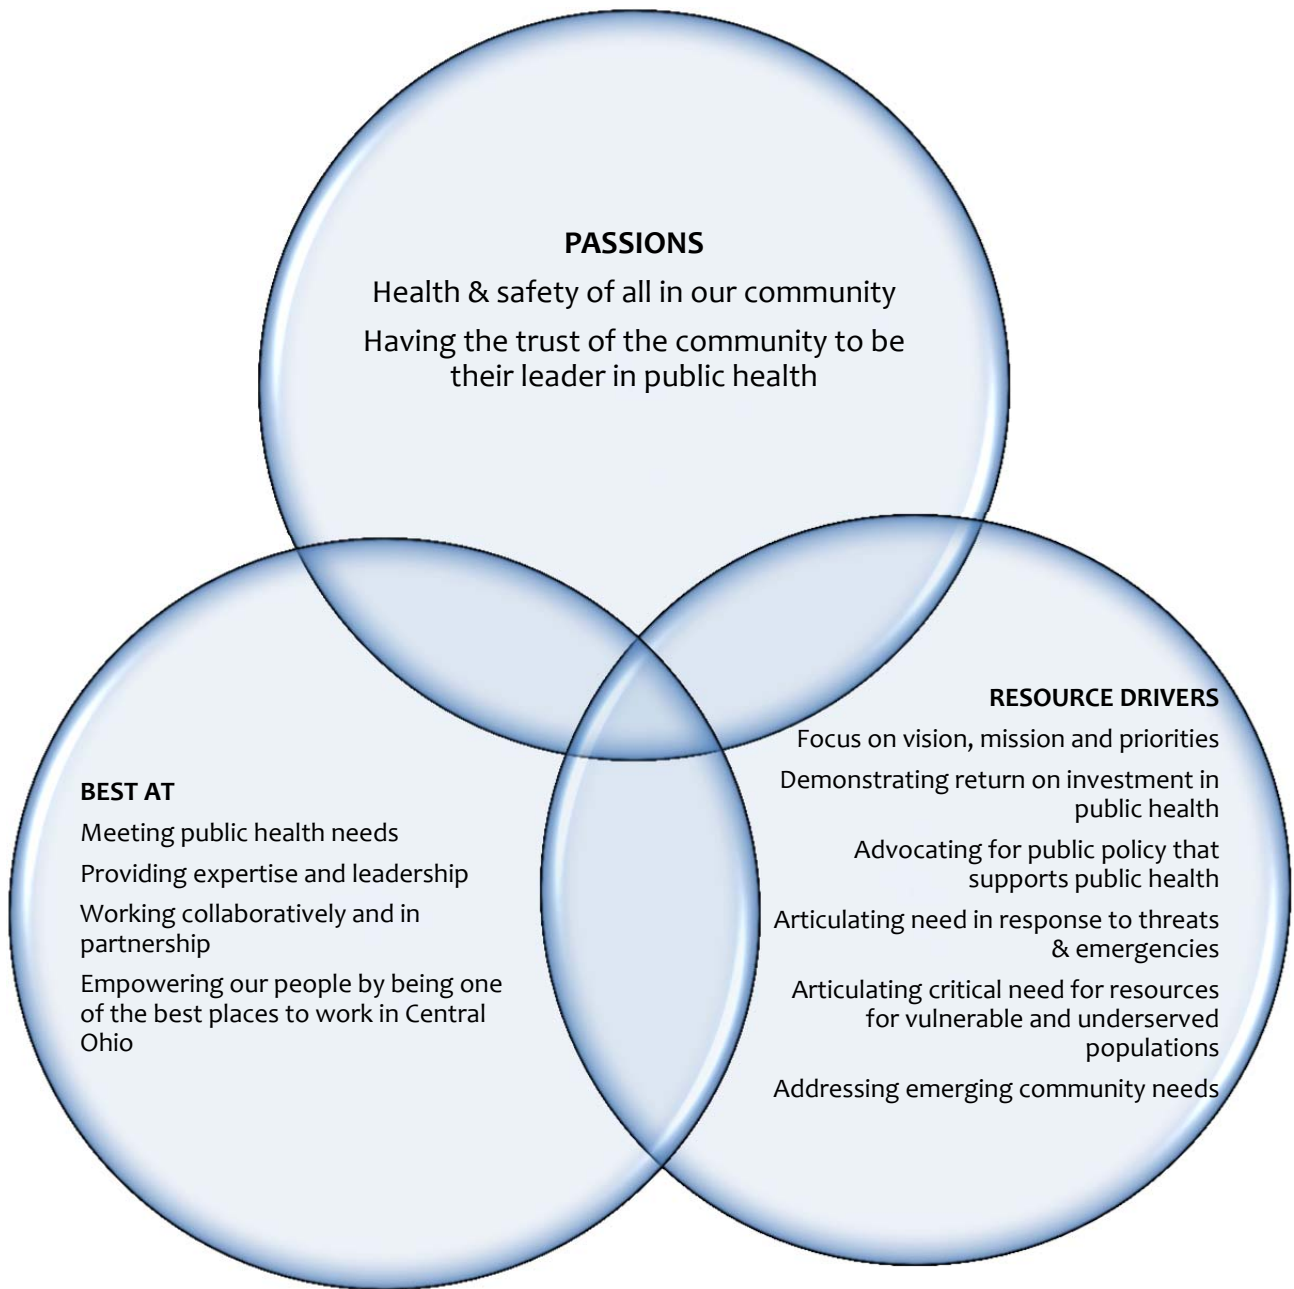 PASSIONS
Health & safety of all in our community
Having the trust of the community to be
their leader in public health
BEST AT
Meeting public health needs
Providing expertise and leadership
Working collaboratively and in
partnership
Empowering our people by being one
of the best places to work in Central
Ohio
RESOURCE DRIVERS
Focus on vision, mission and priorities
Demonstrating return on investment in
public health
Advocating for public policy that
supports public health
Articulating need in response to threats
& emergencies
Articulating critical need for resources
for vulnerable and underserved
populations
Addressing emerging community needs